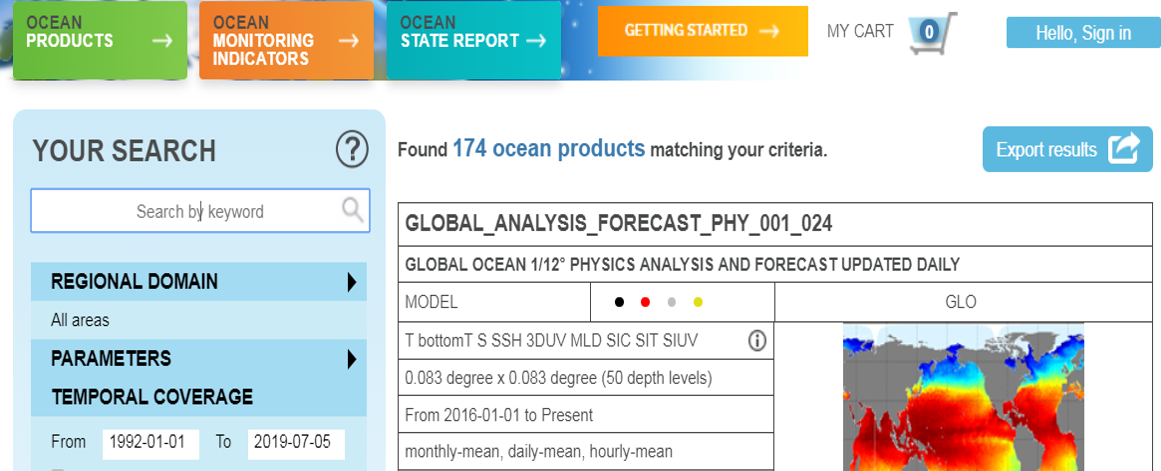 OCEAN
PRODUCTS
OCEAN
MONITORING
INDICATORS
OCEAN
STATE REPORT
GETTING STARTED
MY CART
0
Hello, Sign in
YOUR SEARCH
?
Search by keyword
REGIONAL DOMAIN
All areas
PARAMETERS
TEMPORAL COVERAGE
From 1992-01-01 To 2019-07-05
Found 174 ocean products matching your criteria.
Export results
GLOBAL_ANALYSIS_FORECAST_PHY_001_024
GLOBAL OCEAN 1/12° PHYSICS ANALYSIS AND FORECAST UPDATED DAILY
MODEL
GLO
T bottomT S SSH 3DUV MLD SIC SIT SIUV
0.083 degree x 0.083 degree (50 depth levels)
From 2016-01-01 to Present
monthly-mean, daily-mean, hourly-mean